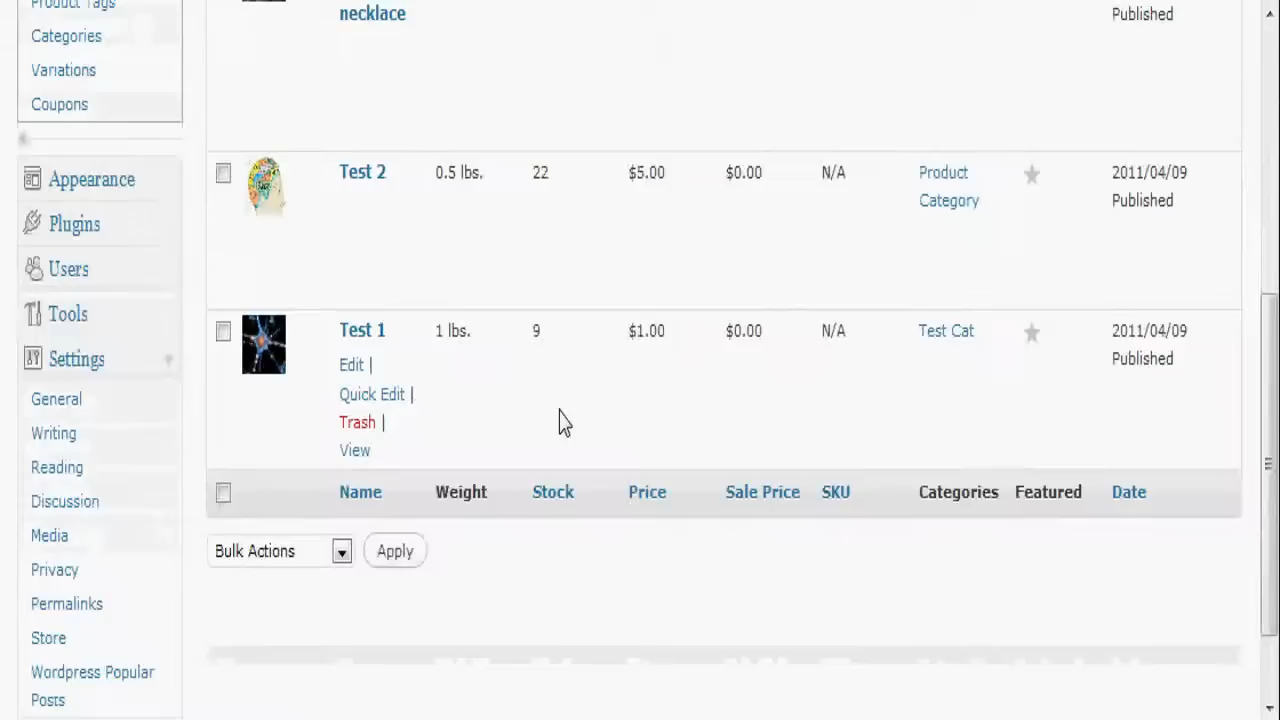 Product Tags
Categories
Variations
Coupons
Appearance
Plugins
Users
Tools
Settings
General
Writing
Reading
Discussion
Media
Privacy
Permalinks
Store
Wordpress Popular
Posts
necklace
Published
Test 2
0.5 lbs.
22
$5.00
$0.00
N/A
Product
Category
2011/04/09
Published
Test 1
1 lbs.
9
$1.00
$0.00
N/A
Test Cat
2011/04/09
Published
Edit |
Quick Edit |
Trash |
View
Name Weight Stock Price Sale Price SKU Categories Featured Date
Bulk Actions
Apply